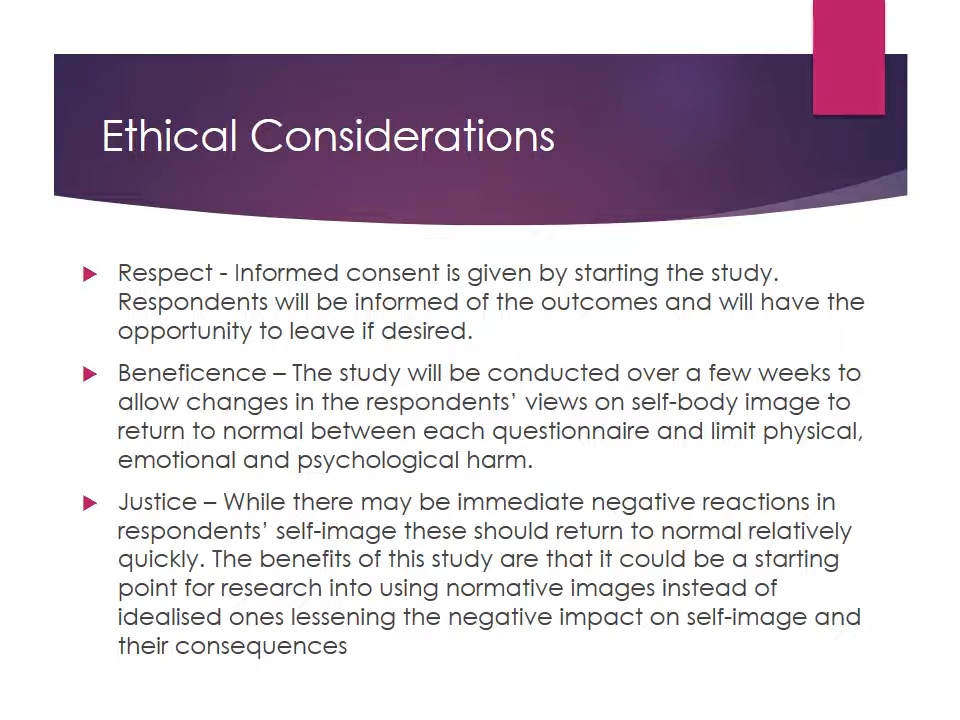 Ethical Considerations
Respect - Informed consent is given by starting the study.
Respondents will be informed of the outcomes and will have the
opportunity to leave if desired.
Beneficence – The study will be conducted over a few weeks to
allow changes in the respondents’ views on self-body image to
return to normal between each questionnaire and limit physical,
emotional and psychological harm.
Justice – While there may be immediate negative reactions in
respondents’ self-image these should return to normal relatively
quickly. The benefits of this study are that it could be a starting
point for research into using normative images instead of
idealised ones lessening the negative impact on self-image and
their consequences